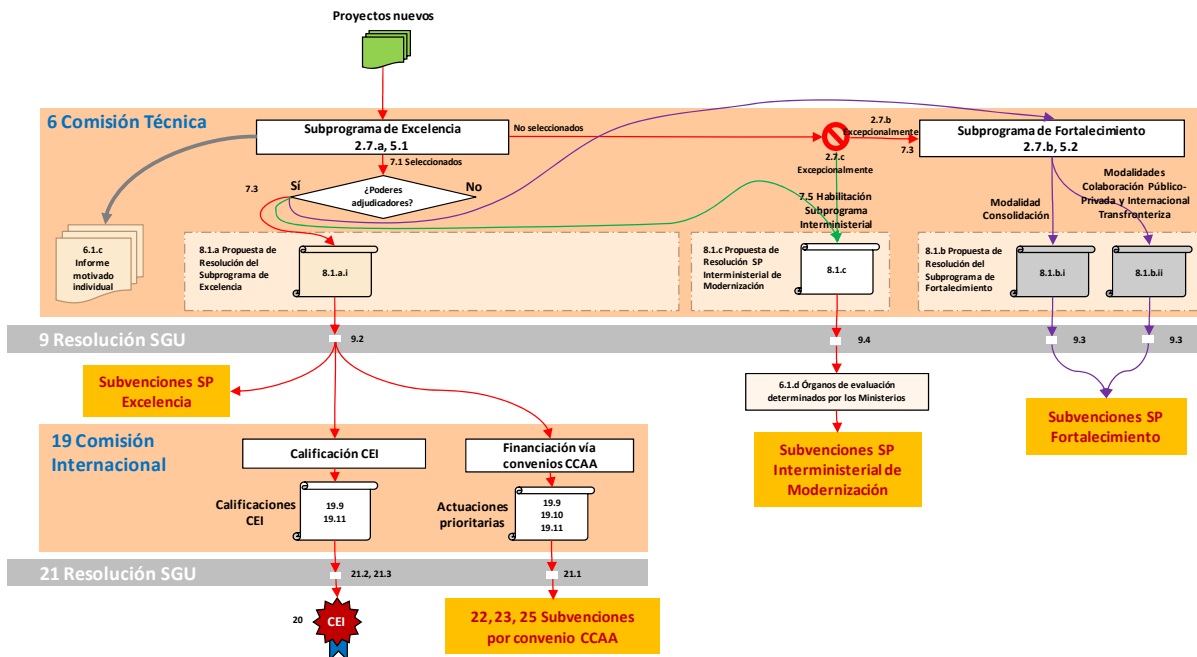 Proyectos nuevos
6 Comisión Técnica
Subprograma de Excelencia
2.7.a, 5.1
No seleccionados
2.7.b
Excepcionalmente
7.3
Subprograma de Fortalecimiento
2.7.b, 5.2
2.7.c
Excepcionalmente
7.1 Seleccionados
7.3
Sí
¿Poderes
adjudicadores?
No
7.5 Habilitación
Subprograma
Interministerial
Modalidad
Consolidación
Modalidades
Colaboración Público-
Privada y Internacional
Transfronteriza
6.1.c
Informe
motivado
individual
8.1.a Propuesta de
Resolución del
Subprograma de
Excelencia
8.1.a.i
8.1.c Propuesta de
Resolución SP
Interministerial de
Modernización
8.1.c
8.1.b Propuesta de
Resolución del
Subprograma de
Fortalecimiento
8.1.b.i
8.1.b.ii
9 Resolución SGU
9.2
9.4
9.3
9.3
Subvenciones SP
Excelencia
6.1.d Órganos de evaluación
determinados por los Ministerios
Subvenciones SP
Fortalecimiento
Subvenciones SP
Interministerial de
Modernización
19 Comisión
Internacional
Calificación CEI
Financiación vía
convenios CCAA
Calificaciones
CEI
19.9
19.11
Actuaciones
prioritarias
19.9
19.10
19.11
21 Resolución SGU
21.2, 21.3
21.1
20
CEI
22, 23, 25 Subvenciones
por convenio CCAA